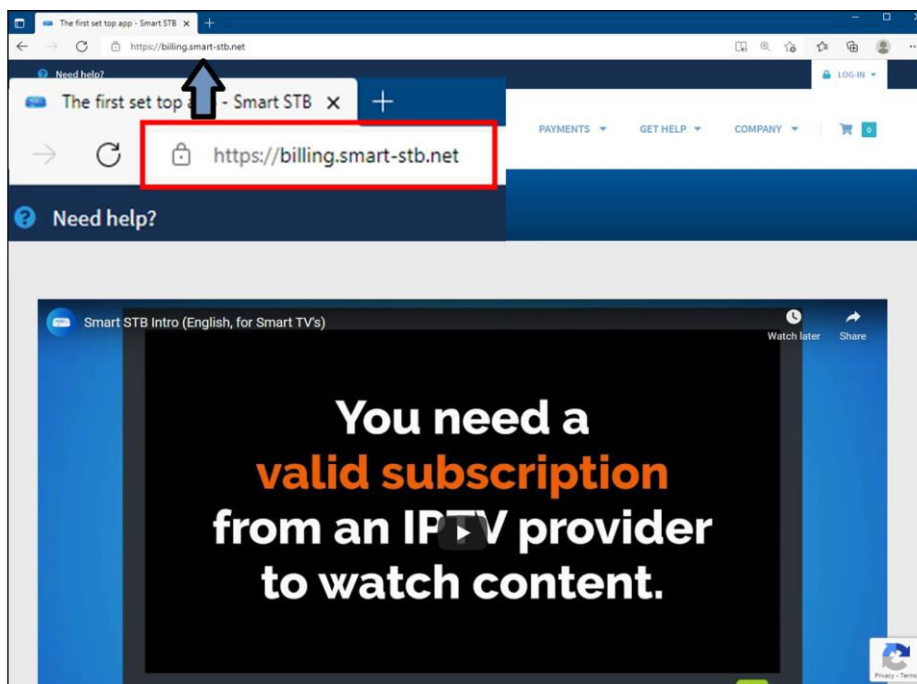 The first set top app - Smart STB
https://billing.smart-stb.net
Need help?
LOG-IN
The first set top a - Smart STB
https://billing.smart-stb.net
PAYMENTS
GET HELP
COMPANY
0
Need help?
Smart STB Intro (English, for Smart TV's)
Watch later
Share
You need a
valid subscription
from an IPTV provider
to watch content.
Privacy - Terms